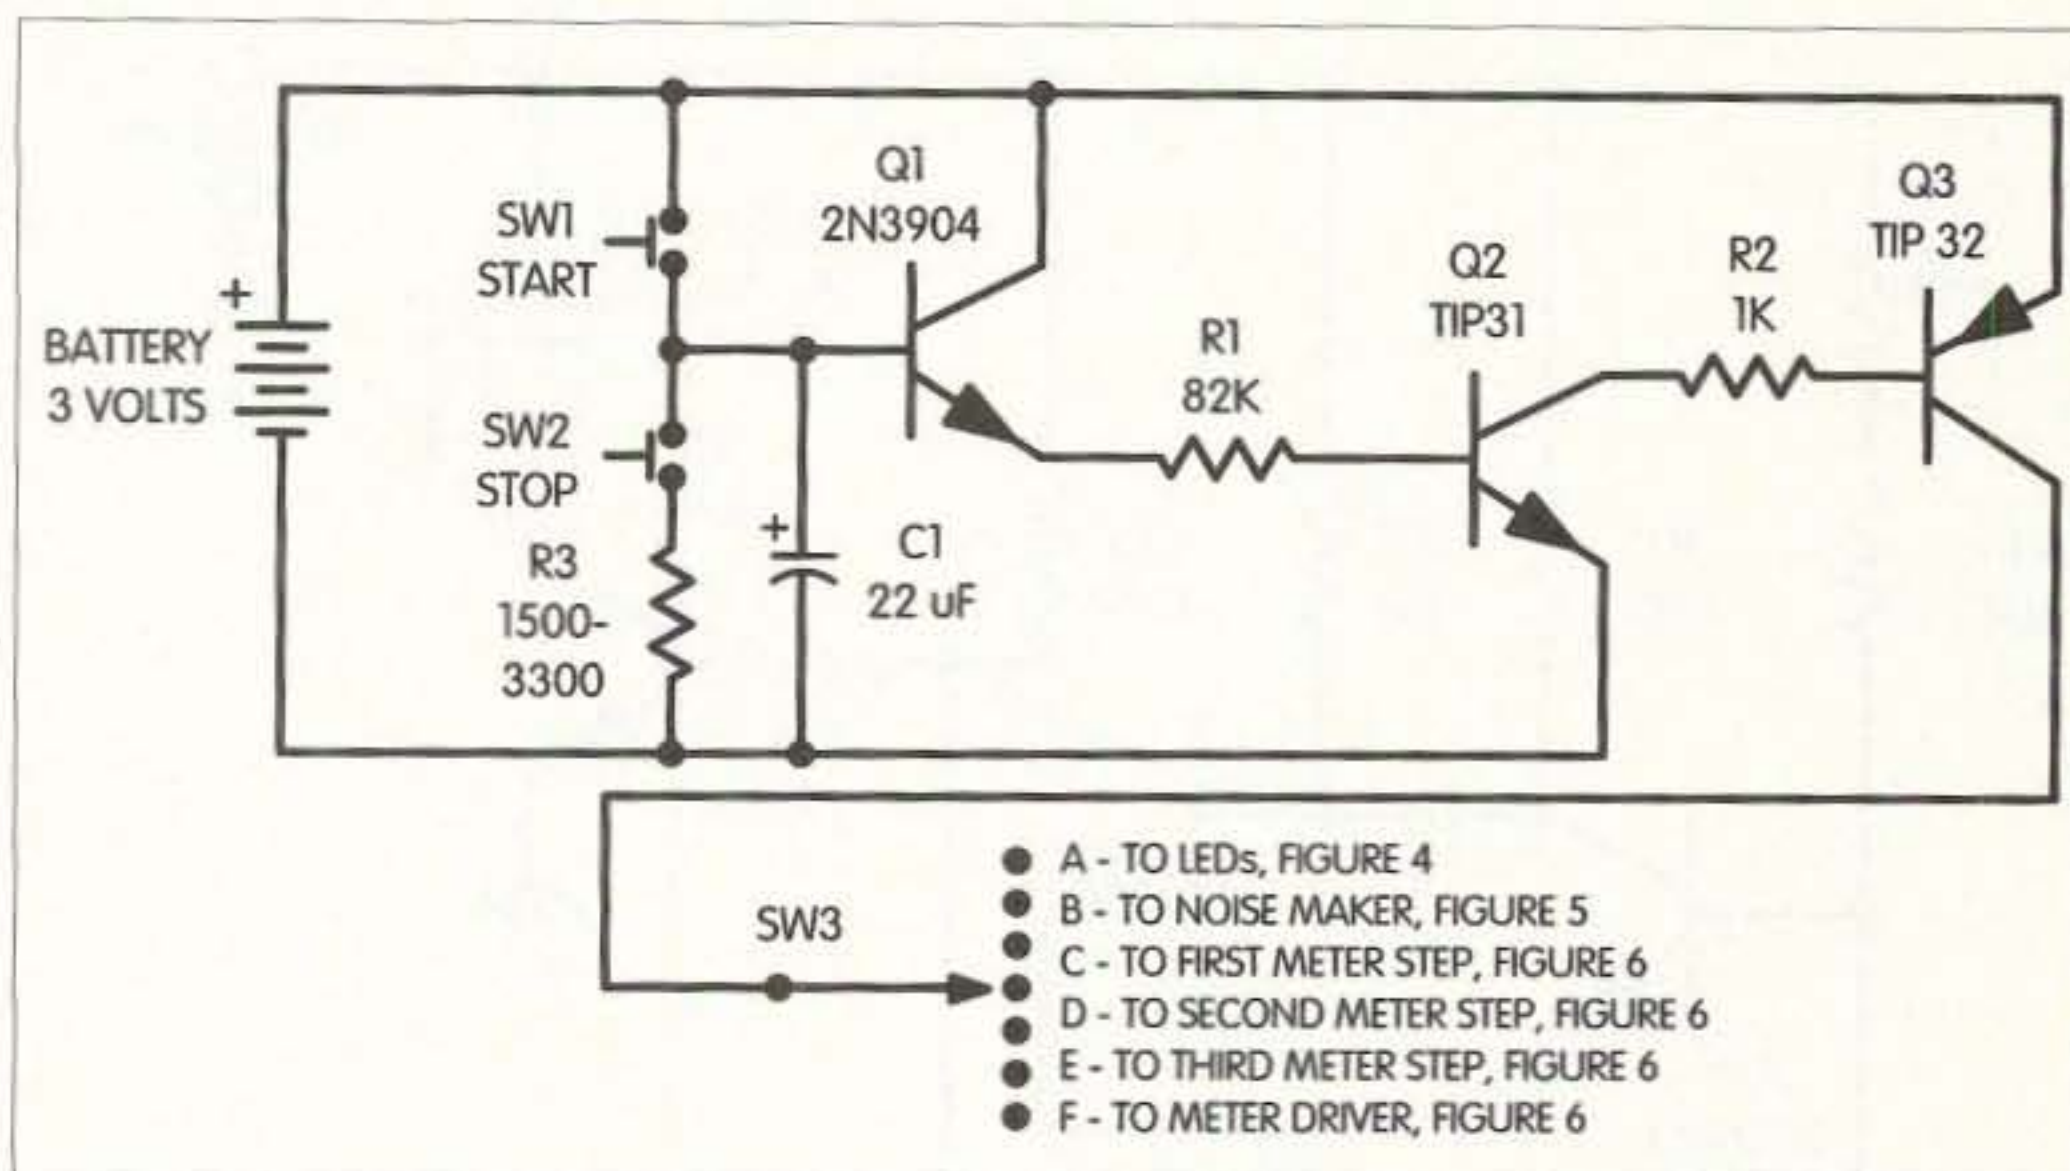 Q1
2N3904
SW1
START
+
BATTERY
3 VOLTS
SW2
STOP
R3
1500-
3300
+
C1
22 uF
R1
82K
Q2
TIP31
R2
1K
Q3
TIP 32
SW3
A - TO LEDs, FIGURE 4
B - TO NOISE MAKER, FIGURE 5
C - TO FIRST METER STEP, FIGURE 6
D - TO SECOND METER STEP, FIGURE 6
E - TO THIRD METER STEP, FIGURE 6
F - TO METER DRIVER, FIGURE 6